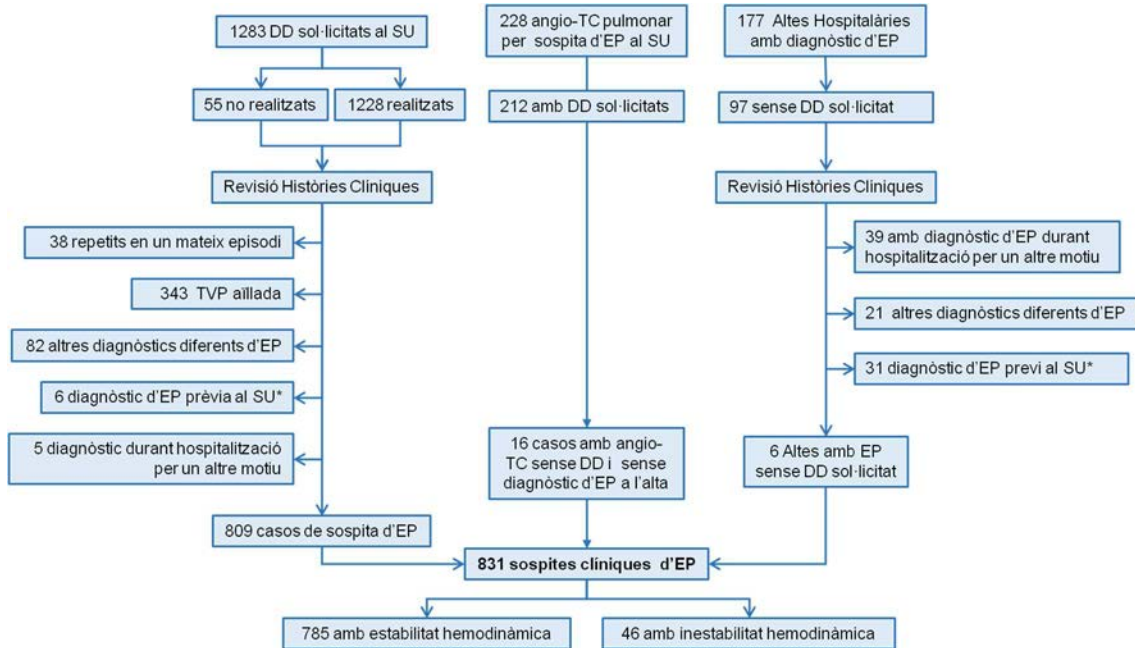 1283 DD sol·licitats al SU
55 no realitzats
1228 realitzats
Revisió Històries Clíniques
38 repetits en un mateix episodi
343 TVP aïllada
82 altres diagnòstics diferents d'EP
6 diagnòstic d'EP prèvia al SU*
5 diagnòstic durant hospitalització
per un altre motiu
809 casos de sospita d'EP
228 angio-TC pulmonar
per sospita d'EP al SU
212 amb DD sol·licitats
16 casos amb angio-
TC sense DD i sense
diagnòstic d'EP a l'alta
177 Altes Hospitalàries
amb diagnòstic d'EP
97 sense DD sol·licitat
Revisió Històries Clíniques
39 amb diagnòstic d'EP durant
hospitalització per un altre motiu
21 altres diagnòstics diferents d'EP
31 diagnòstic d'EP previ al SU*
6 Altes amb EP
sense DD sol·licitat
831 sospites clíniques d'EP
785 amb estabilitat hemodinàmica
46 amb inestabilitat hemodinàmica